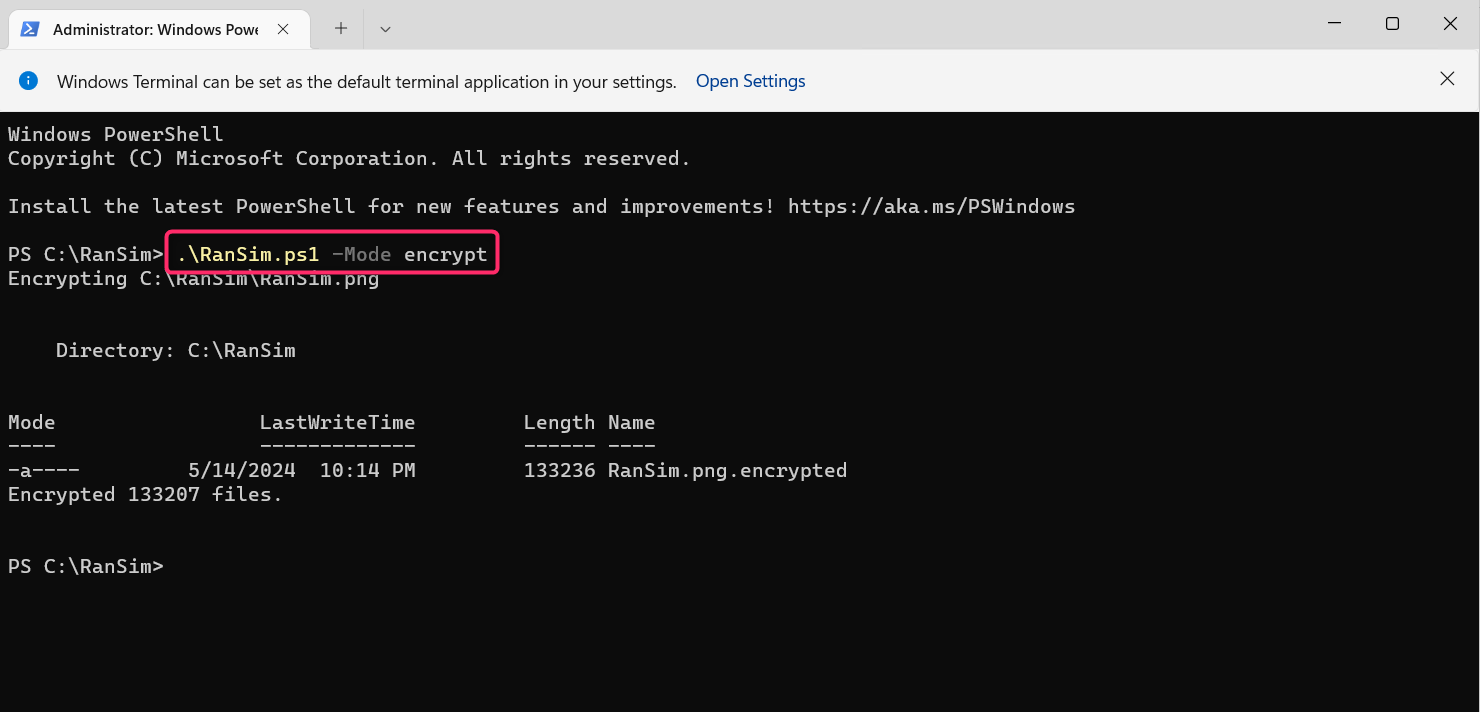 Administrator: Windows Powe
Windows Terminal can be set as the default terminal application in your settings. Open Settings
Windows PowerShell
Copyright (C) Microsoft Corporation. All rights reserved.
Install the latest PowerShell for new features and improvements! https://aka.ms/PSWindows
PS C:\RanSim> .\RanSim.ps1 -Mode encrypt
Encrypting C:\RanSim\RanSim.png
Directory: C:\RanSim
Mode LastWriteTime Length Name
---- ------------- ------ ----
-a---- 5/14/2024 10:14 PM 133236 RanSim.png.encrypted
Encrypted 133207 files.
PS C:\RanSim>